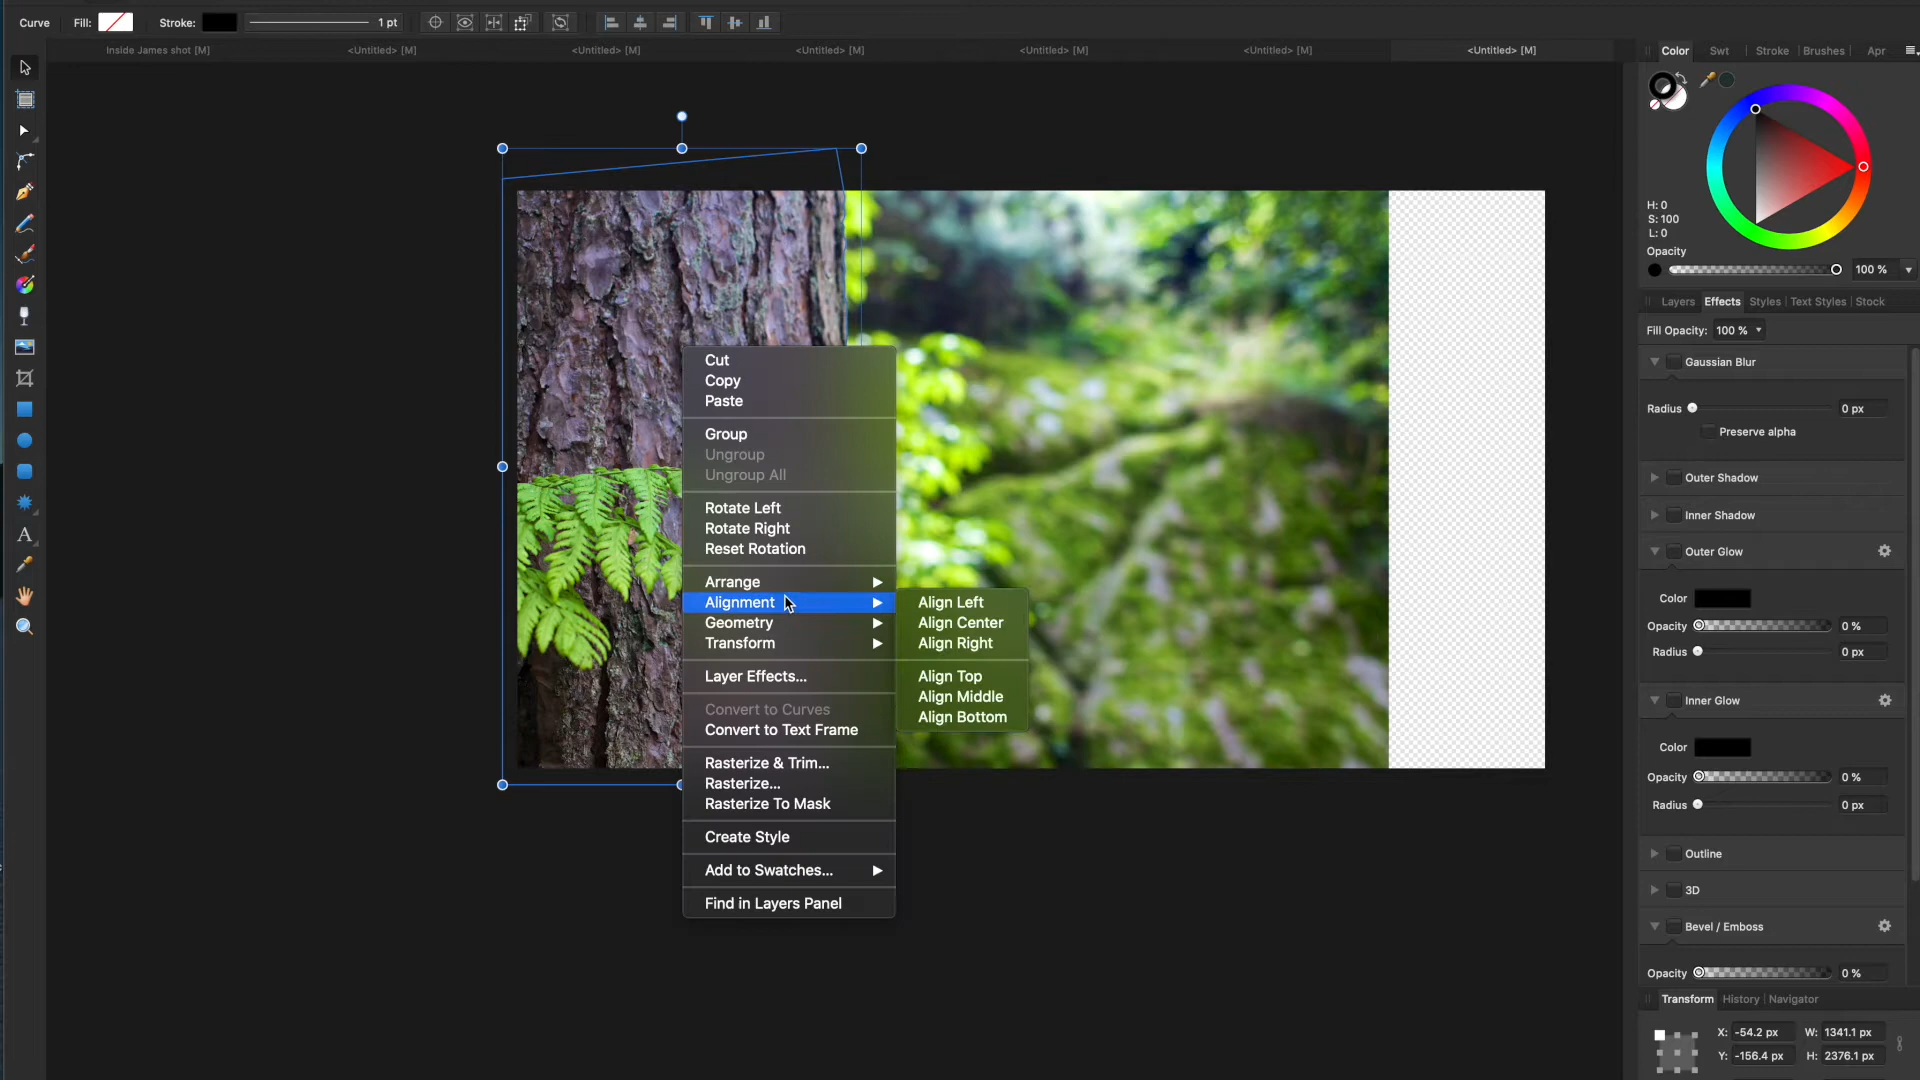 Curve
Fill:
Stroke:
1 pt
Inside James shot [M]
<Untitled> [M]
<Untitled> [M]
<Untitled> [M]
<Untitled> [M]
<Untitled> [M]
<Untitled> [M]
Color
Swt
Stroke
Brushes
Apr
H: 0
S: 100
L: 0
Opacity
100 %
Layers
Effects
Styles
Text Styles
Stock
Fill Opacity: 100 %
Gaussian Blur
Radius
0 px
Preserve alpha
Outer Shadow
Inner Shadow
Outer Glow
Color
Opacity
0 %
Radius
0 px
Inner Glow
Color
Opacity
0 %
Radius
0 px
Outline
3D
Bevel / Emboss
Opacity
0 %
Transform
History
Navigator
X: -54.2 px
W: 1341.1 px
Y: -156.4 px
H: 2376.1 px
Cut
Copy
Paste
Group
Ungroup
Ungroup All
Rotate Left
Rotate Right
Reset Rotation
Arrange
Alignment
Geometry
Transform
Layer Effects...
Convert to Curves
Convert to Text Frame
Rasterize & Trim...
Rasterize...
Rasterize To Mask
Create Style
Add to Swatches...
Find in Layers Panel
Align Left
Align Center
Align Right
Align Top
Align Middle
Align Bottom